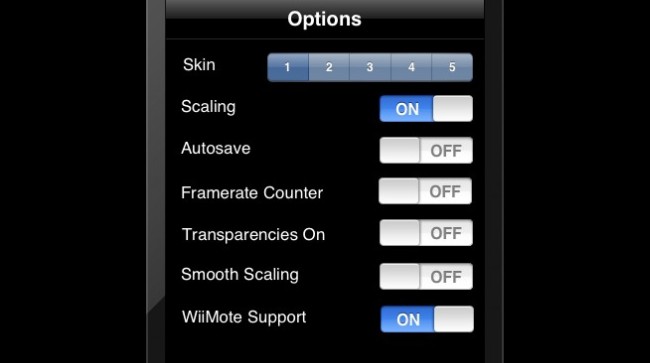 Options
Skin 1 2 3 4 5
Scaling ON
Autosave OFF
Framerate Counter OFF
Transparencies On OFF
Smooth Scaling OFF
WiiMote Support ON